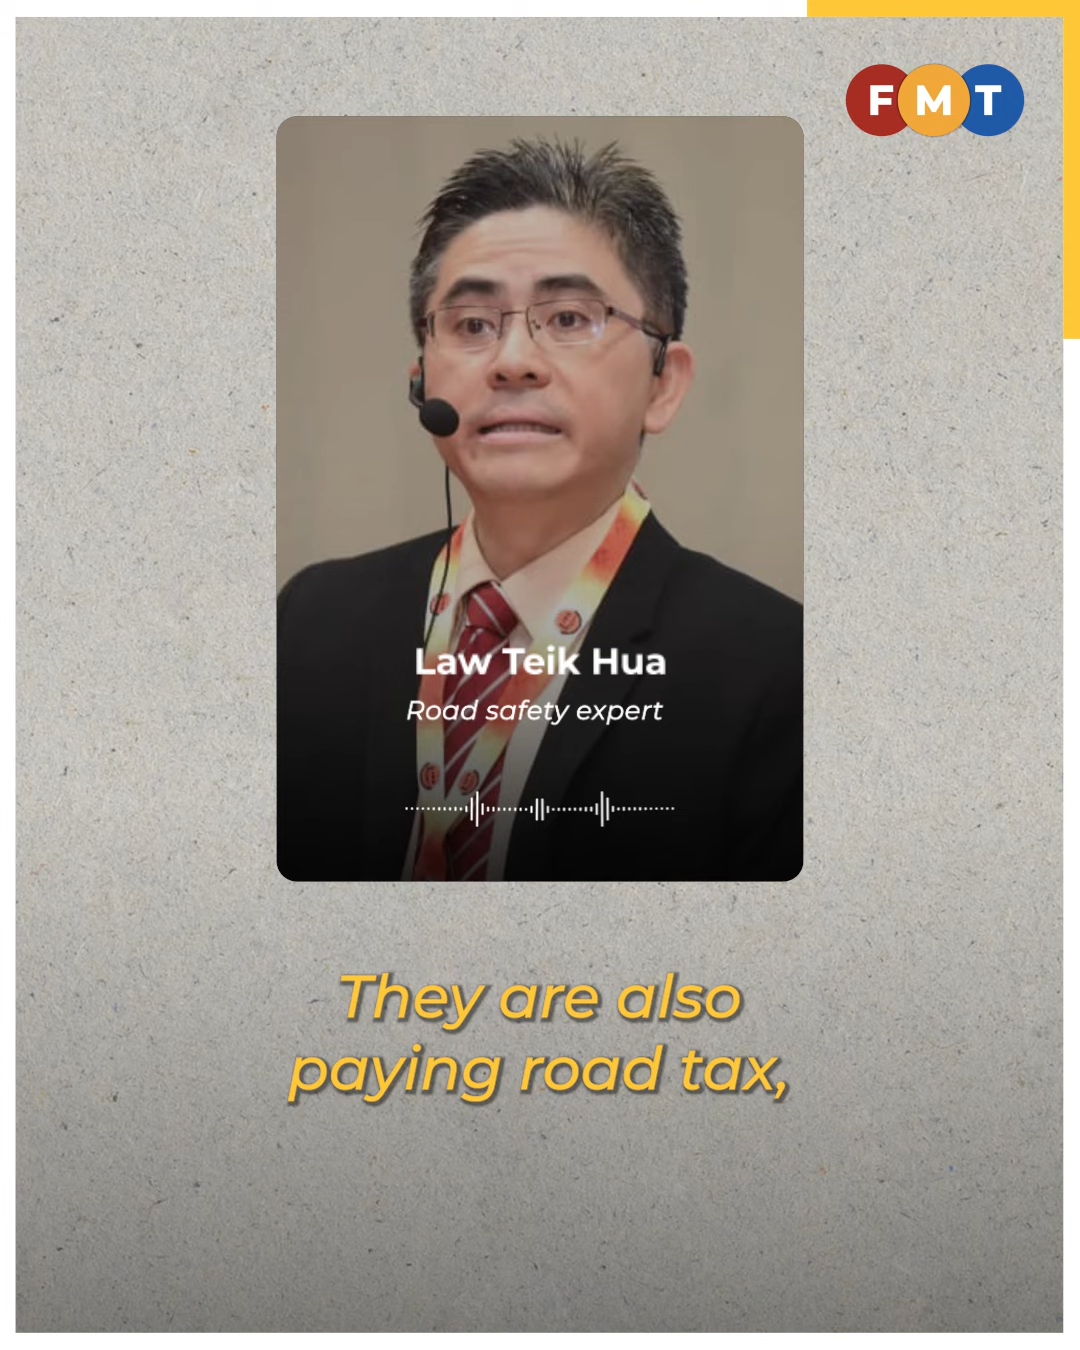 FMT
Law Teik Hua
Road safety expert
They are also
paying road tax,